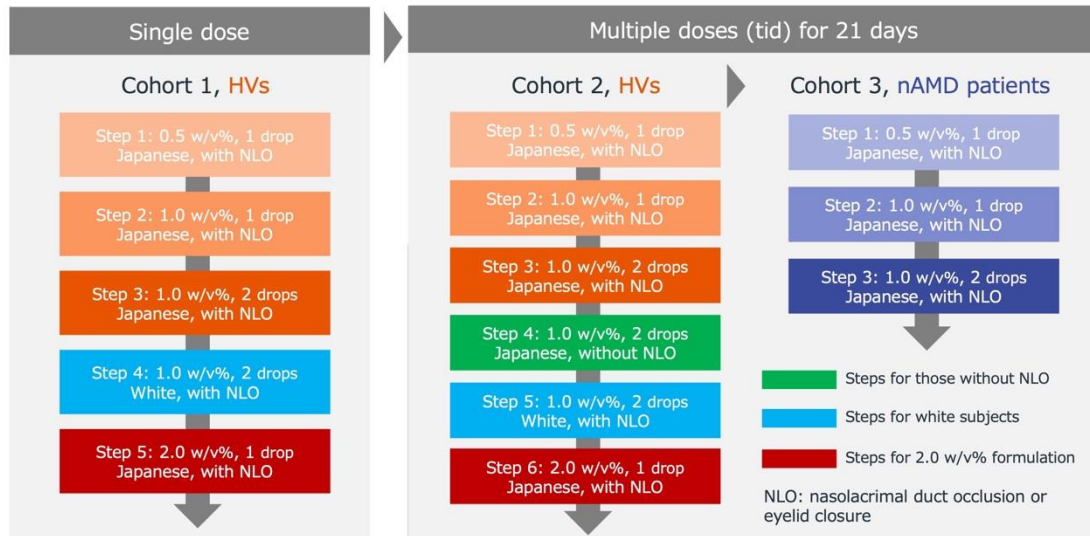 Single dose
Cohort 1, HVs
Step 1: 0.5 w/v%, 1 drop
Japanese, with NLO
Step 2: 1.0 w/v%, 1 drop
Japanese, with NLO
Step 3: 1.0 w/v%, 2 drops
Japanese, with NLO
Step 4: 1.0 w/v%, 2 drops
White, with NLO
Step 5: 2.0 w/v%, 1 drop
Japanese, with NLO
Multiple doses (tid) for 21 days
Cohort 2, HVs
Step 1: 0.5 w/v%, 1 drop
Japanese, with NLO
Step 2: 1.0 w/v%, 1 drop
Japanese, with NLO
Step 3: 1.0 w/v%, 2 drops
Japanese, with NLO
Step 4: 1.0 w/v%, 2 drops
Japanese, without NLO
Step 5: 1.0 w/v%, 2 drops
White, with NLO
Step 6: 2.0 w/v%, 1 drop
Japanese, with NLO
Cohort 3, nAMD patients
Step 1: 0.5 w/v%, 1 drop
Japanese, with NLO
Step 2: 1.0 w/v%, 1 drop
Japanese, with NLO
Step 3: 1.0 w/v%, 2 drops
Japanese, with NLO
Steps for those without NLO
Steps for white subjects
Steps for 2.0 w/v% formulation
NLO: nasolacrimal duct occlusion or
eyelid closure